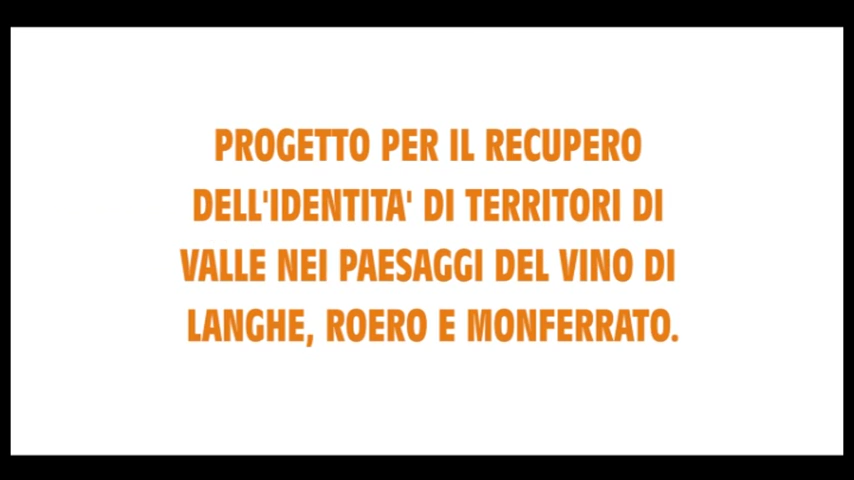 PROGETTO PER IL RECUPERO
DELL'IDENTITA' DI TERRITORI DI
VALLE NEI PAESAGGI DEL VINO DI
LANGHE, ROERO E MONFERRATO.